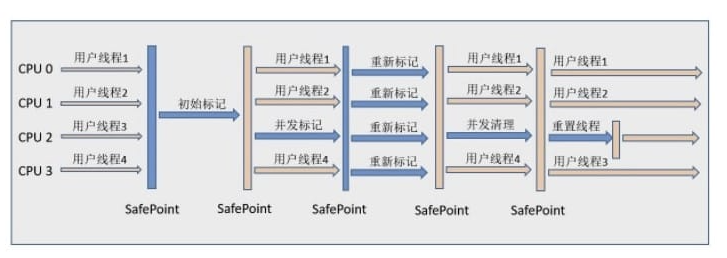 CPU 0 用户线程1 用户线程1 重新标记 用户线程1 用户线程1
CPU 1 用户线程2 初始标记 用户线程2 重新标记 用户线程2 用户线程2
CPU 2 用户线程3 并发标记 重新标记 并发清理 重置线程
CPU 3 用户线程4 用户线程4 重新标记 用户线程4 用户线程3
SafePoint SafePoint SafePoint SafePoint SafePoint